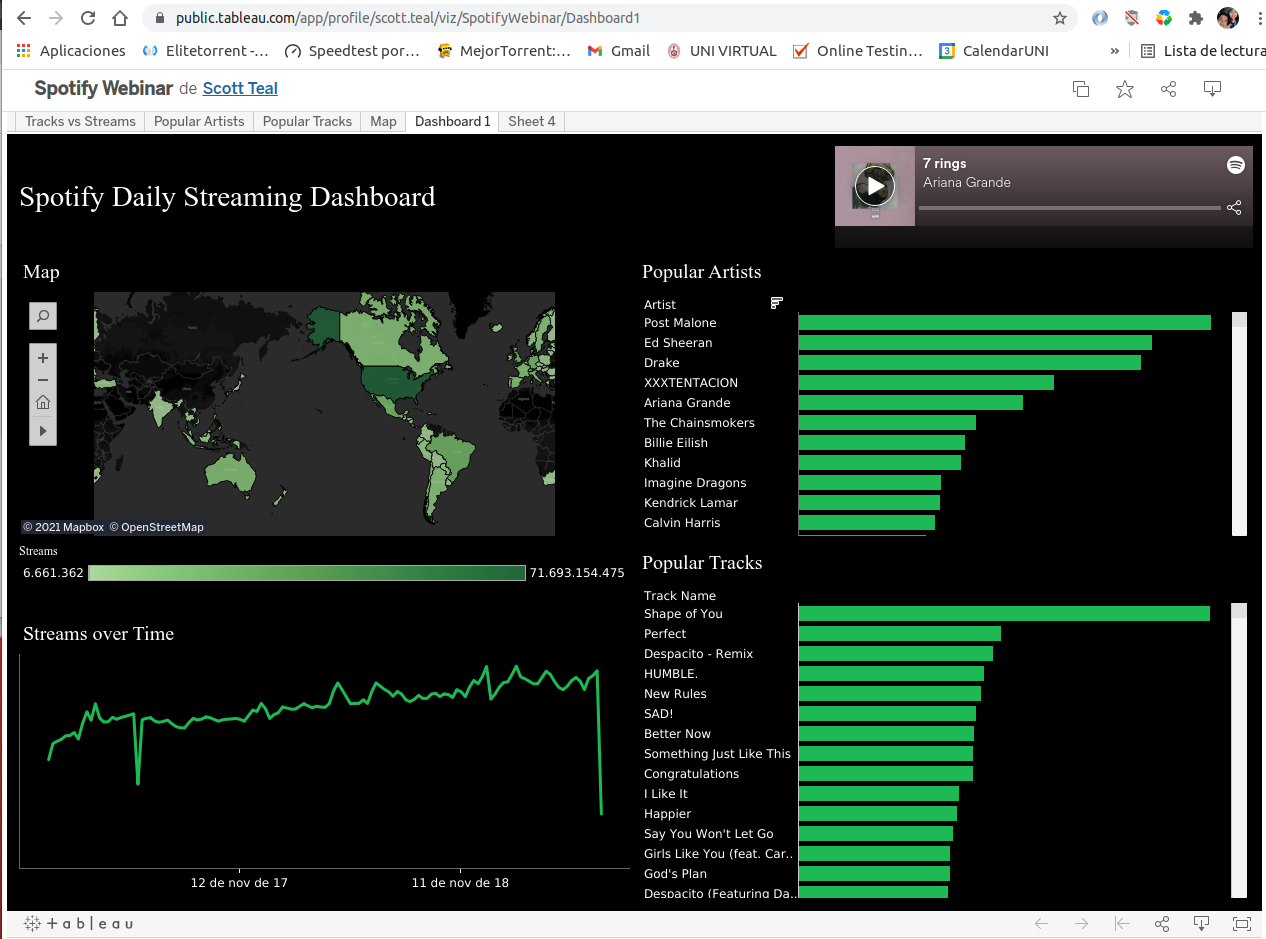 public.tableau.com/app/profile/scott.teal/viz/SpotifyWebinar/Dashboard1
Aplicaciones Elitetorrent -... Speedtest por... MejorTorrent:... Gmail UNI VIRTUAL Online Testin... 3 CalendarUNI » Lista de lectura
Spotify Webinar de Scott Teal
Tracks vs Streams Popular Artists Popular Tracks Map Dashboard 1 Sheet 4
7 rings
Ariana Grande
Spotify Daily Streaming Dashboard
Map
© 2021 Mapbox © OpenStreetMap
Streams
6.661.362 71.693.154.475
Streams over Time
12 de nov de 17 11 de nov de 18
Popular Artists
Artist
Post Malone
Ed Sheeran
Drake
XXXTENTACION
Ariana Grande
The Chainsmokers
Billie Eilish
Khalid
Imagine Dragons
Kendrick Lamar
Calvin Harris
Popular Tracks
Track Name
Shape of You
Perfect
Despacito - Remix
HUMBLE.
New Rules
SAD!
Better Now
Something Just Like This
Congratulations
I Like It
Happier
Say You Won't Let Go
Girls Like You (feat. Car..
God's Plan
Despacito (Featuring Da..
+ableau